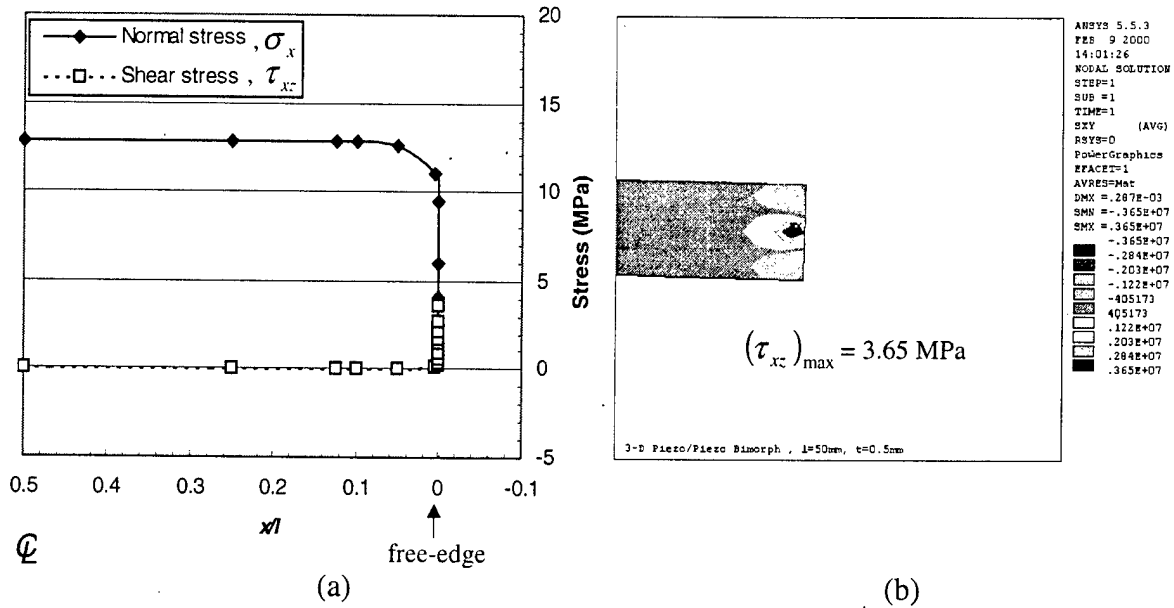 Normal stress , σx
Shear stress , τxz
20
15
10
5
0
-5
Stress (MPa)
0.5
0.4
0.3
0.2
0.1
0
-0.1
x/l
℄
free-edge
(a)
ANSYS 5.5.3
FEB 9 2000
14:01:26
NODAL SOLUTION
STEP=1
SUB =1
TIME=1
SXY (AVG)
RSYS=0
PowerGraphics
EFACET=1
AVRES=Mat
DMX =.287E-03
SMN =-.365E+07
SMX =.365E+07
-.365E+07
-.284E+07
-.203E+07
-.122E+07
-405173
405173
.122E+07
.203E+07
.284E+07
.365E+07
(τxz)max = 3.65 MPa
3-D Piezo/Piezo Bimorph , l=50mm, t=0.5mm
(b)